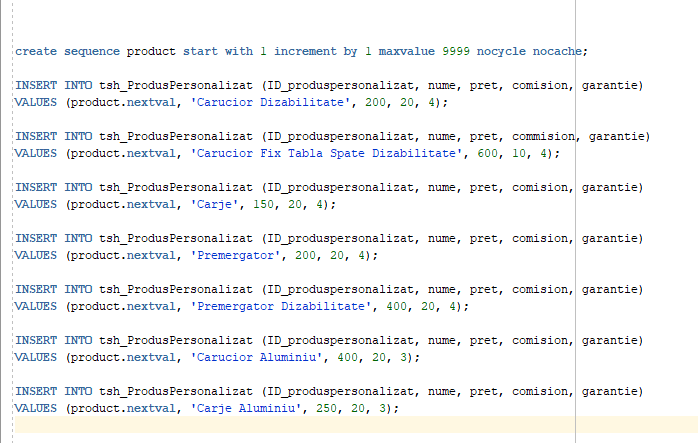 create sequence product start with 1 increment by 1 maxvalue 9999 nocycle nocache;
INSERT INTO tsh_ProdusPersonalizat (ID_produspersonalizat, nume, pret, comision, garantie)
VALUES (product.nextval, 'Carucior Dizabilitate', 200, 20, 4);
INSERT INTO tsh_ProdusPersonalizat (ID_produspersonalizat, nume, pret, commision, garantie)
VALUES (product.nextval, 'Carucior Fix Tabla Spate Dizabilitate', 600, 10, 4);
INSERT INTO tsh_ProdusPersonalizat (ID_produspersonalizat, nume, pret, comision, garantie)
VALUES (product.nextval, 'Carje', 150, 20, 4);
INSERT INTO tsh_ProdusPersonalizat (ID_produspersonalizat, nume, pret, comision, garantie)
VALUES (product.nextval, 'Premergator', 200, 20, 4);
INSERT INTO tsh_ProdusPersonalizat (ID_produspersonalizat, nume, pret, comision, garantie)
VALUES (product.nextval, 'Premergator Dizabilitate', 400, 20, 4);
INSERT INTO tsh_ProdusPersonalizat (ID_produspersonalizat, nume, pret, comision, garantie)
VALUES (product.nextval, 'Carucior Aluminiu', 400, 20, 3);
INSERT INTO tsh_ProdusPersonalizat (ID_produspersonalizat, nume, pret, comision, garantie)
VALUES (product.nextval, 'Carje Aluminiu', 250, 20, 3);